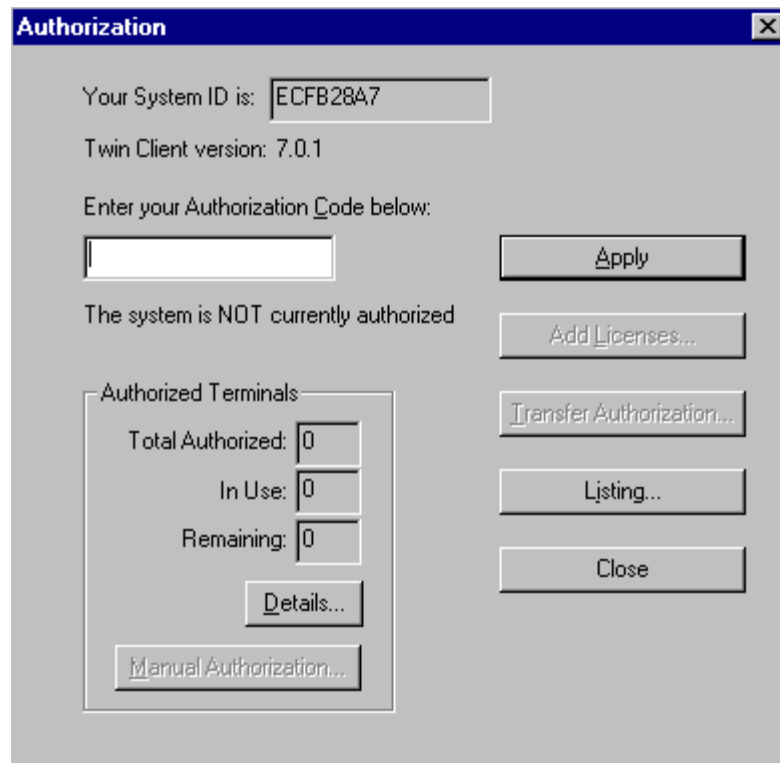 Authorization
Your System ID is: ECFB28A7
Twin Client version: 7.0.1
Enter your Authorization Code below:
Apply
The system is NOT currently authorized
Add Licenses...
Authorized Terminals
Transfer Authorization...
Total Authorized: 0
In Use: 0
Listing...
Remaining: 0
Close
Details...
Manual Authorization...